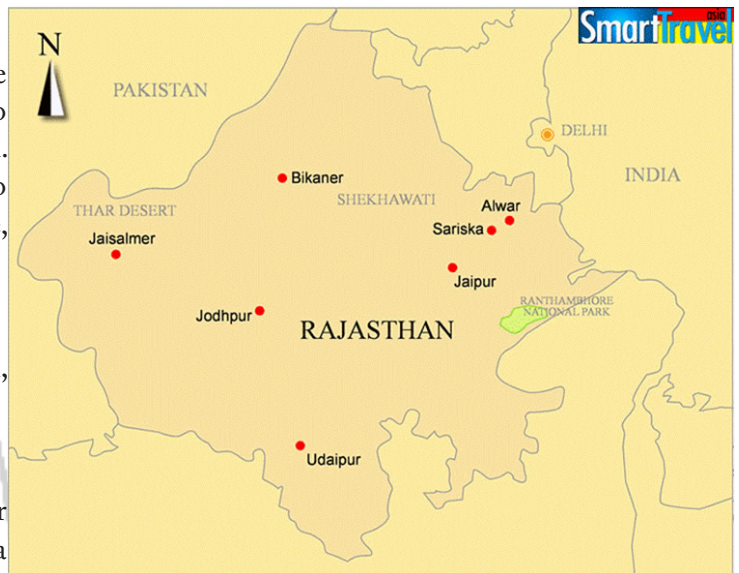 asia
SmartTravel
N
PAKISTAN
DELHI
INDIA
Bikaner
SHEKHAWATI
THAR DESERT
Alwar
Sariska
Jaisalmer
Jaipur
RANTHAMBHORE
NATIONAL PARK
Jodhpur
RAJASTHAN
Udaipur